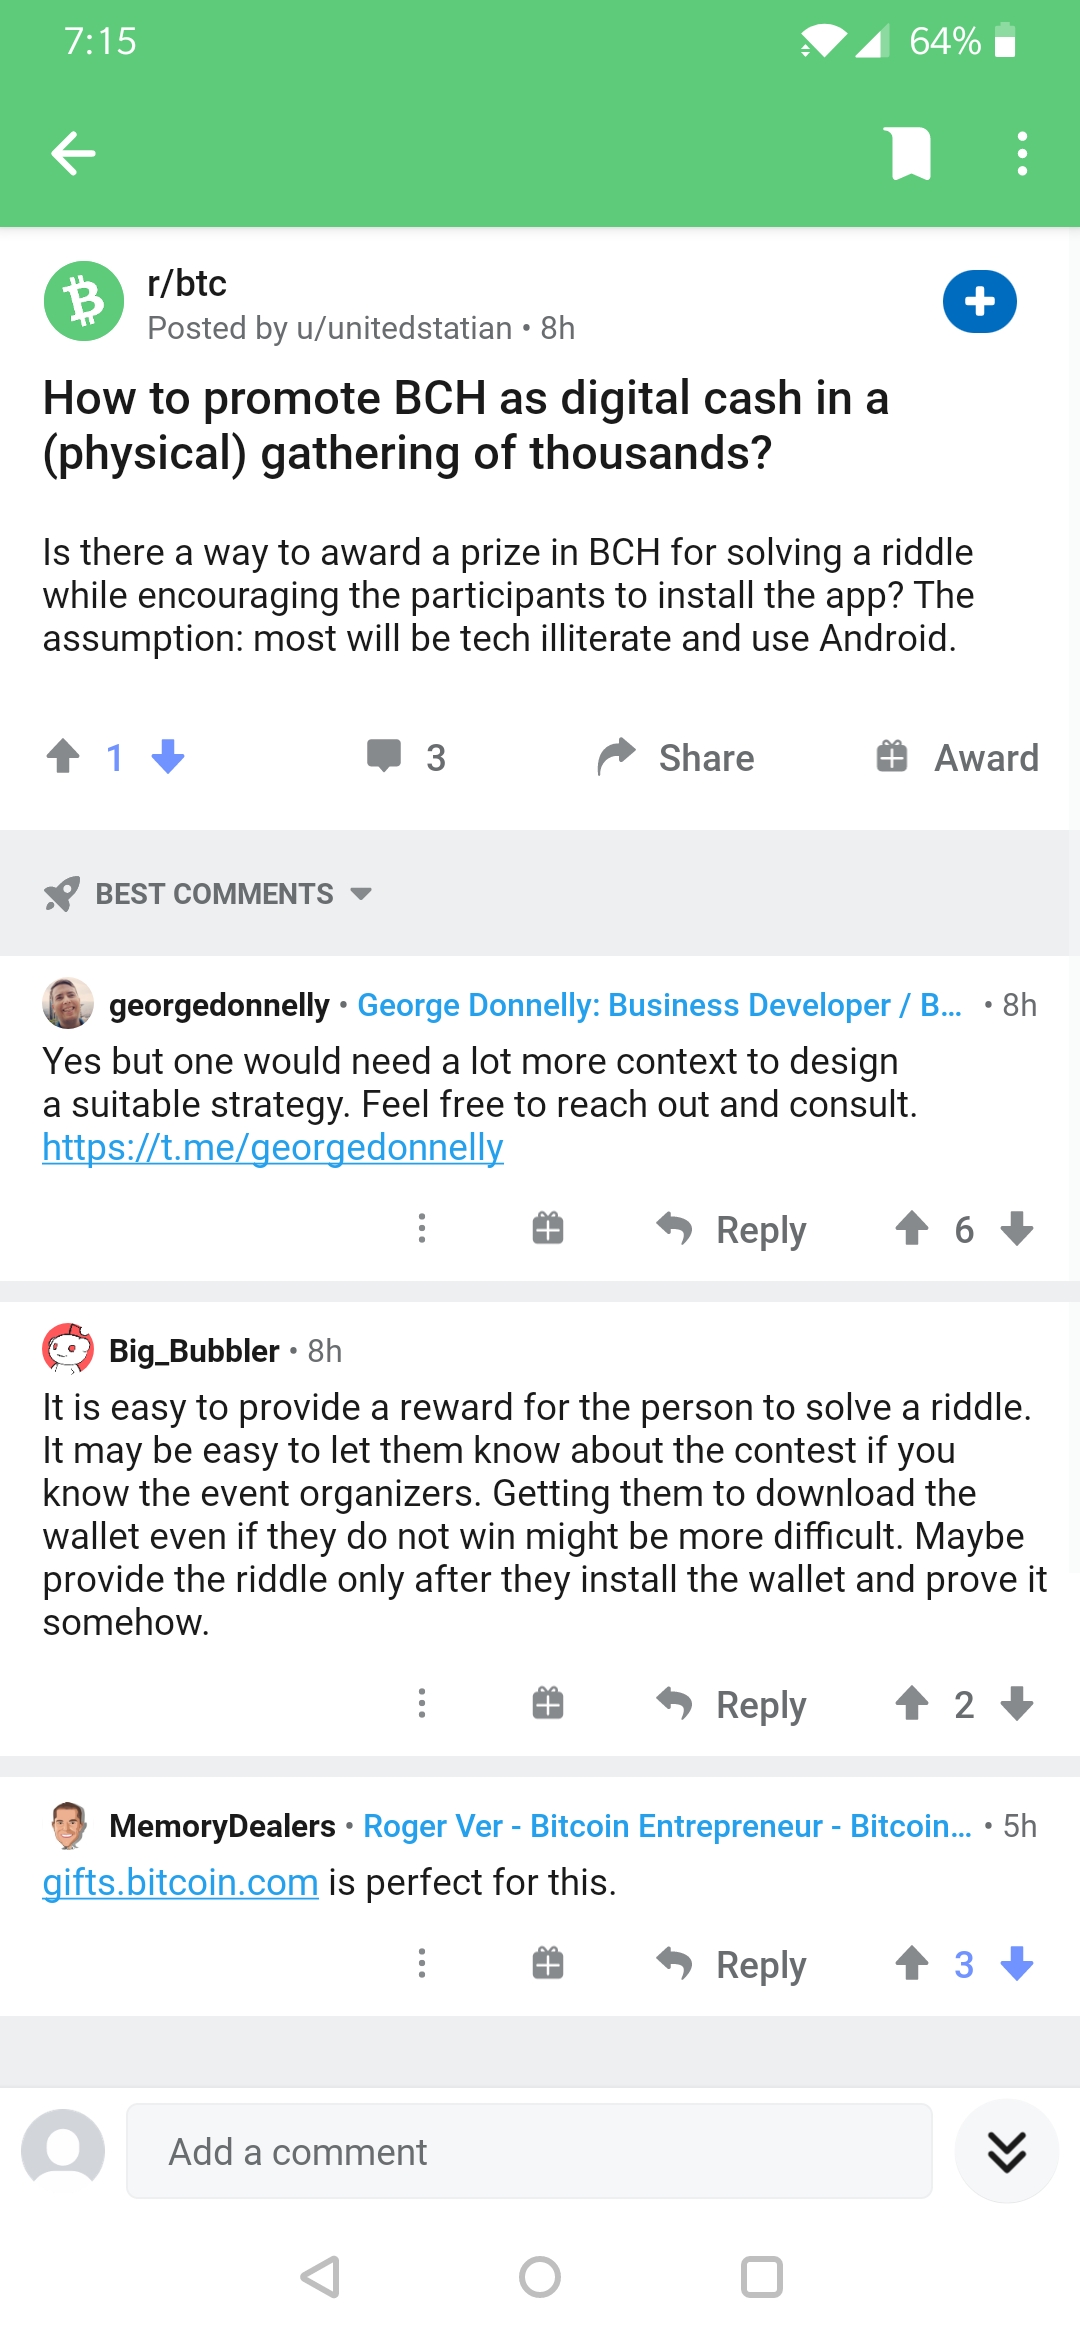 7:15
64%
r/btc
Posted by u/unitedstatian • 8h
How to promote BCH as digital cash in a
(physical) gathering of thousands?
Is there a way to award a prize in BCH for solving a riddle
while encouraging the participants to install the app? The
assumption: most will be tech illiterate and use Android.
1
3
Share
Award
BEST COMMENTS
georgedonnelly • George Donnelly: Business Developer / B... • 8h
Yes but one would need a lot more context to design
a suitable strategy. Feel free to reach out and consult.
https://t.me/georgedonnelly
Reply
6
Big_Bubbler • 8h
It is easy to provide a reward for the person to solve a riddle.
It may be easy to let them know about the contest if you
know the event organizers. Getting them to download the
wallet even if they do not win might be more difficult. Maybe
provide the riddle only after they install the wallet and prove it
somehow.
Reply
2
MemoryDealers • Roger Ver - Bitcoin Entrepreneur - Bitcoin... • 5h
gifts.bitcoin.com is perfect for this.
Reply
3
Add a comment